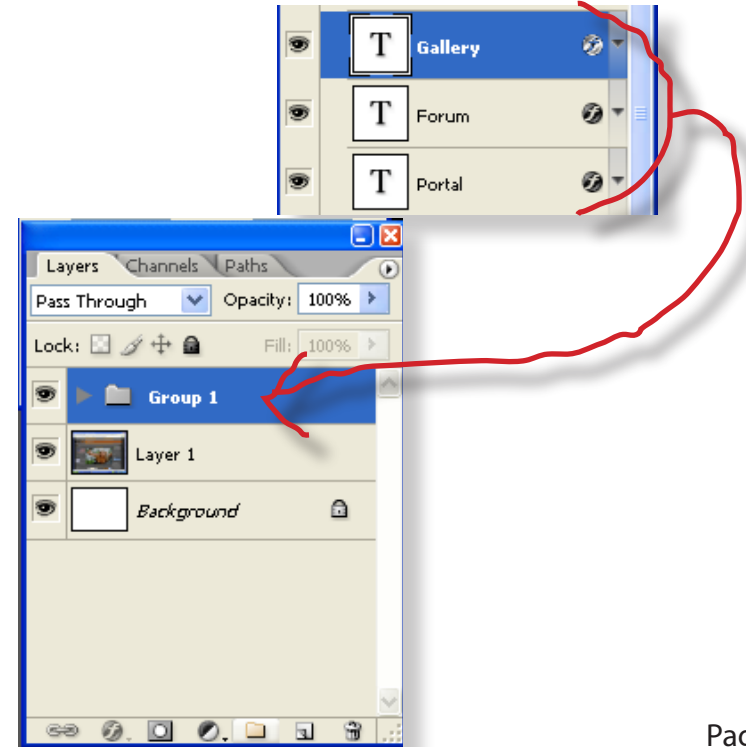 T Gallery
T Forum
T Portal
Layers Channels Paths
Pass Through Opacity: 100%
Lock: Fill: 100%
Group 1
Layer 1
Background